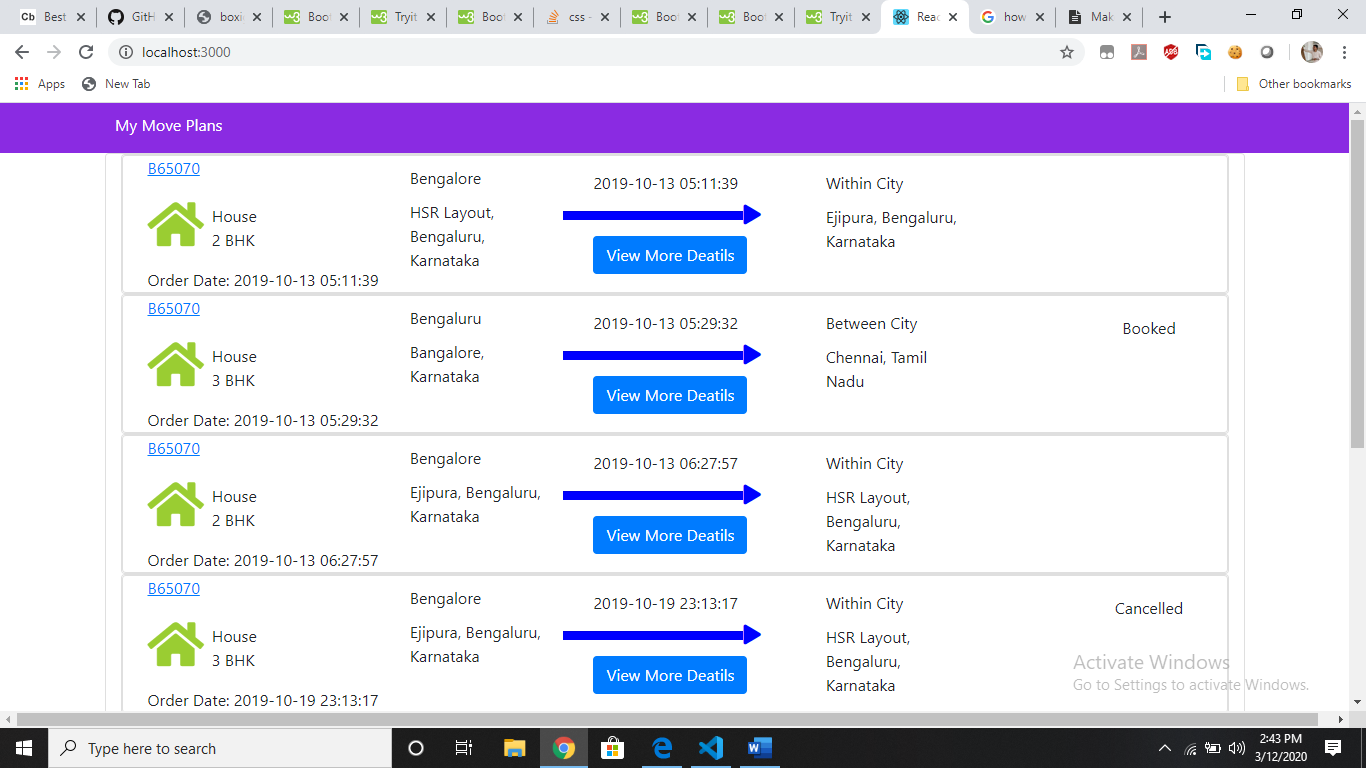 Cb Best
GitH
boxi
Boot
Tryit
Boot
css -
Boot
Boot
Tryit
Reac
how
Mak
localhost:3000
Apps
New Tab
Other bookmarks
My Move Plans
B65070
House
2 BHK
Order Date: 2019-10-13 05:11:39
Bengalore
HSR Layout,
Bengaluru,
Karnataka
2019-10-13 05:11:39
View More Deatils
Within City
Ejipura, Bengaluru,
Karnataka
B65070
House
3 BHK
Order Date: 2019-10-13 05:29:32
Bengaluru
Bangalore,
Karnataka
2019-10-13 05:29:32
View More Deatils
Between City
Chennai, Tamil
Nadu
Booked
B65070
House
2 BHK
Order Date: 2019-10-13 06:27:57
Bengalore
Ejipura, Bengaluru,
Karnataka
2019-10-13 06:27:57
View More Deatils
Within City
HSR Layout,
Bengaluru,
Karnataka
B65070
House
3 BHK
Order Date: 2019-10-19 23:13:17
Bengalore
Ejipura, Bengaluru,
Karnataka
2019-10-19 23:13:17
View More Deatils
Within City
HSR Layout,
Bengaluru,
Karnataka
Cancelled
Activate Windows
Go to Settings to activate Windows.
Type here to search
2:43 PM
3/12/2020